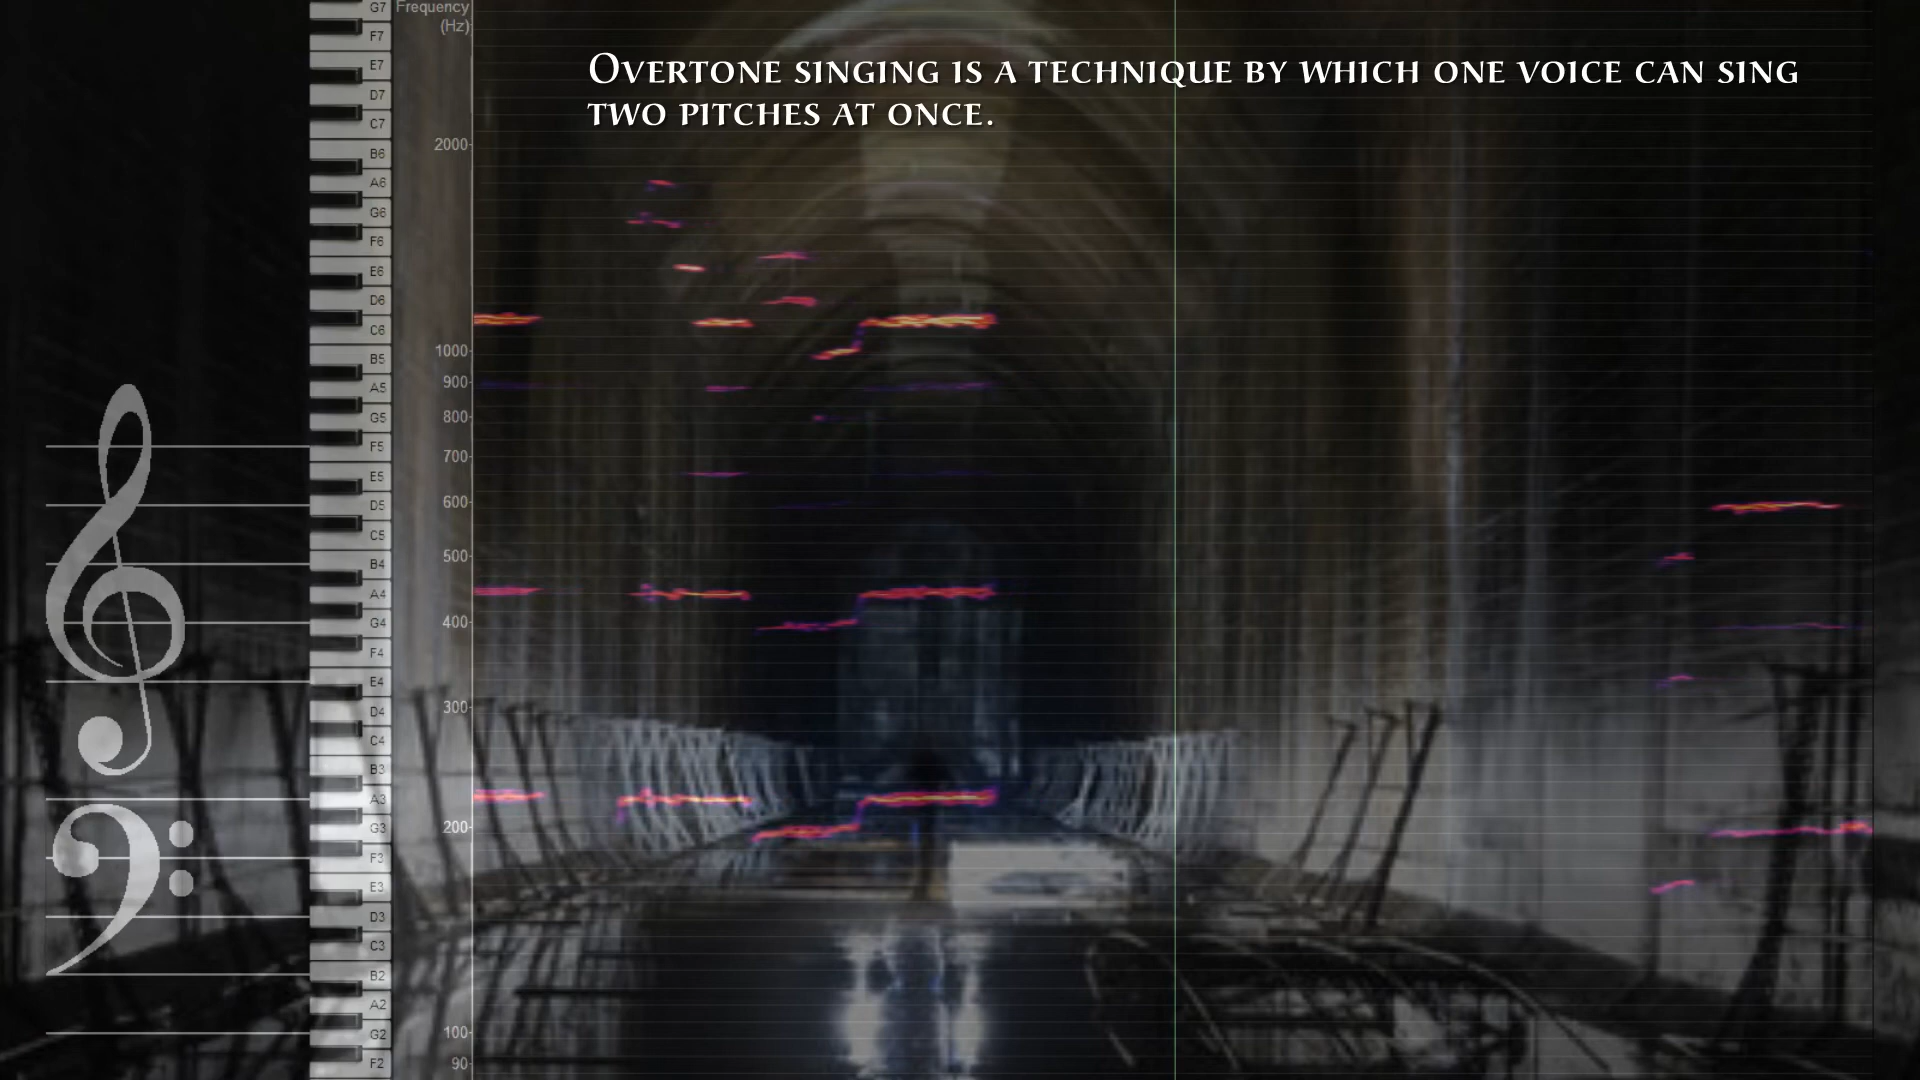 G7
Frequency
(Hz)
F7
E7
D7
C7
B6
A6
G6
F6
E6
D6
C6
B5
A5
G5
F5
E5
D5
C5
B4
A4
G4
F4
E4
D4
C4
B3
A3
G3
F3
E3
D3
C3
B2
A2
G2
F2
2000
1000
900
800
700
600
500
400
300
200
100
90
Overtone singing is a technique by which one voice can sing
two pitches at once.